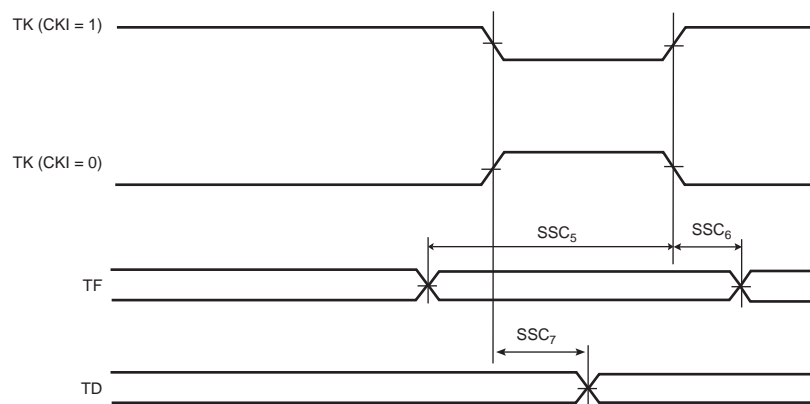 TK (CKI = 1)
TK (CKI = 0)
SSC5
SSC6
TF
SSC7
TD